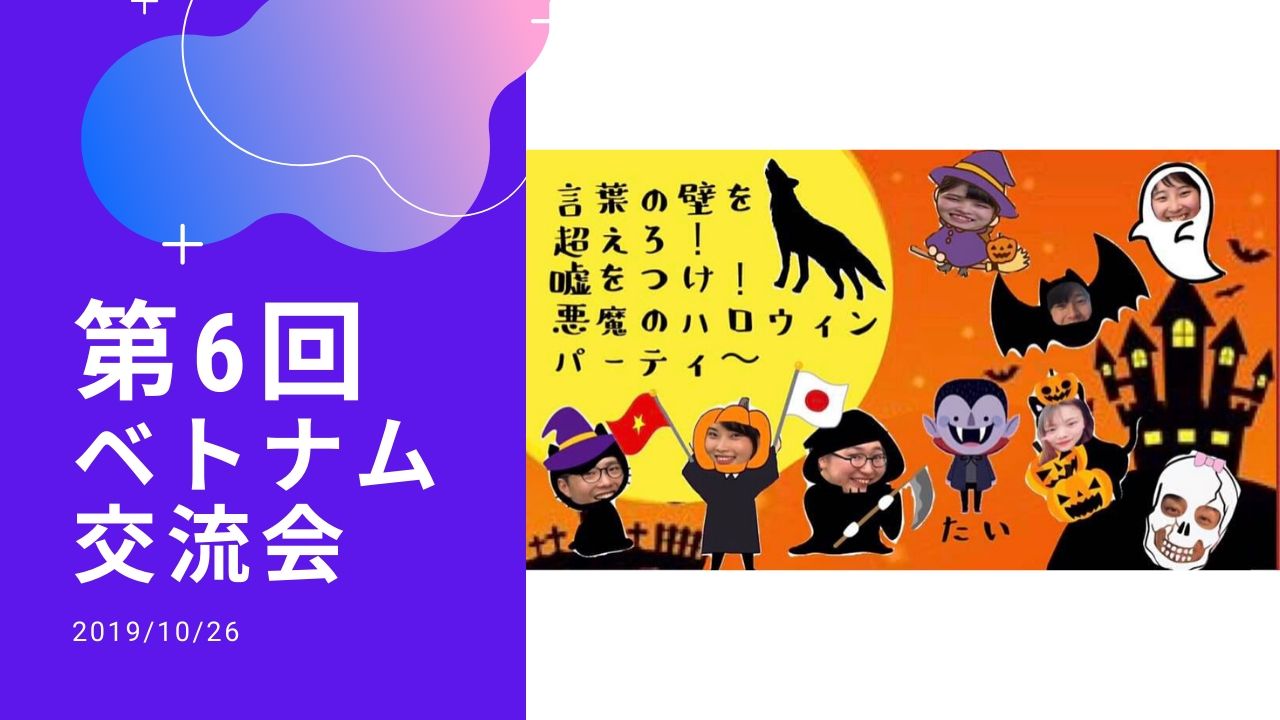 第6回
ベトナム
交流会
2019/10/26
言葉の壁を
超えろ!
嘘をつけ!
悪魔のハロウィン
パーティ〜
たい